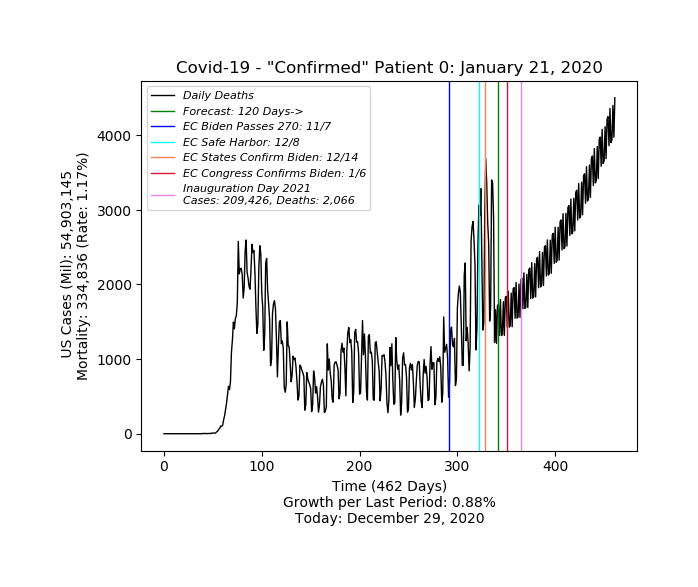 Covid-19 - "Confirmed" Patient 0: January 21, 2020
Daily Deaths
Forecast: 120 Days->
EC Biden Passes 270: 11/7
EC Safe Harbor: 12/8
EC States Confirm Biden: 12/14
EC Congress Confirms Biden: 1/6
Inauguration Day 2021
Cases: 209,426, Deaths: 2,066
US Cases (Mil): 54,903,145
Mortality: 334,836 (Rate: 1.17%)
4000
3000
2000
1000
0
0 100 200 300 400
Time (462 Days)
Growth per Last Period: 0.88%
Today: December 29, 2020